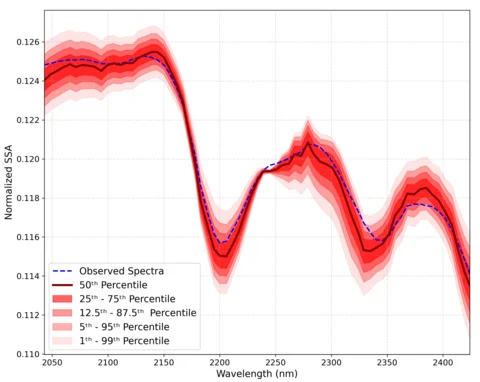 0.126
0.124
0.122
0.120
0.118
0.116
0.114
0.112
0.110
Normalized SSA
Observed Spectra
50th Percentile
25th - 75th Percentile
12.5th - 87.5th Percentile
5th - 95th Percentile
1th - 99th Percentile
2050 2100 2150 2200 2250 2300 2350 2400
Wavelength (nm)